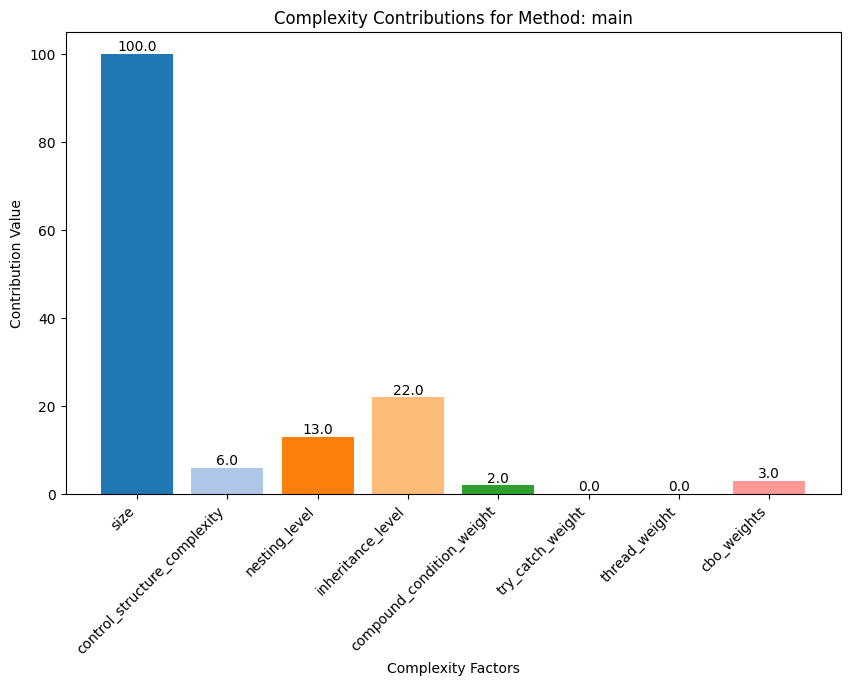 Complexity Contributions for Method: main
Contribution Value
100
80
60
40
20
0
100.0
6.0
13.0
22.0
2.0
0.0
0.0
3.0
size
control_structure_complexity
nesting_level
inheritance_level
compound_condition_weight
try_catch_weight
thread_weight
cbo_weights
Complexity Factors